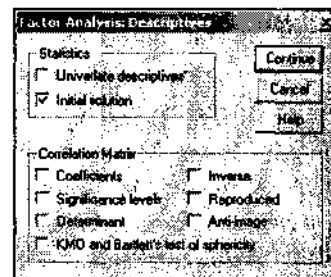 Factor Analysis: Descriptives
Statistics
Univariate descriptives
Initial solution
Continue
Cancel
Help
Correlation Matrix
Coefficients
Inverse
Significance levels
Reproduced
Determinant
Anti-image
KMO and Bartlett's test of sphericity